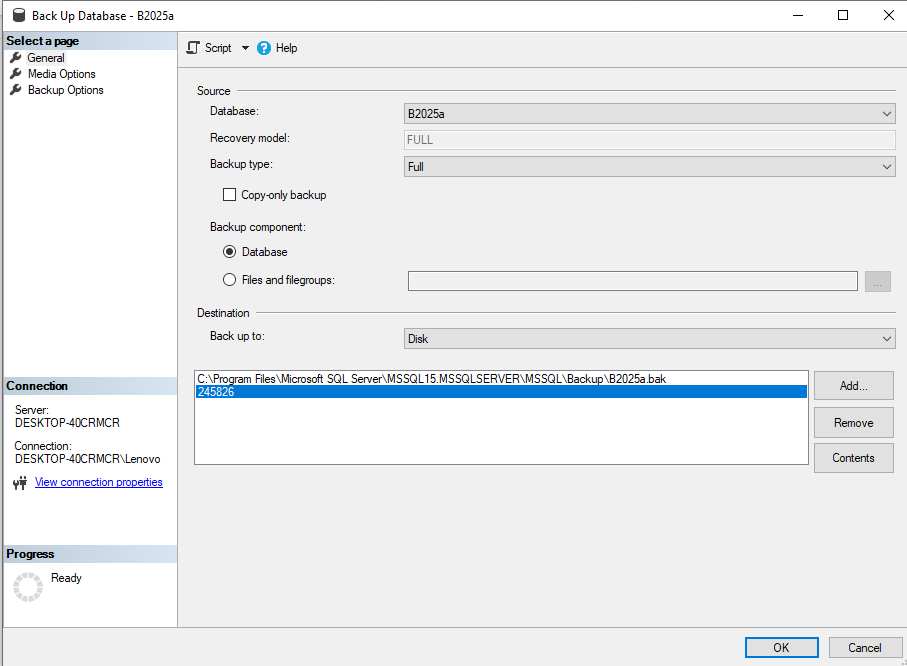 Back Up Database - B2025a
Select a page
General
Media Options
Backup Options
Script
Help
Source
Database:
B2025a
Recovery model:
FULL
Backup type:
Full
Copy-only backup
Backup component:
Database
Files and filegroups:
...
Destination
Back up to:
Disk
C:\Program Files\Microsoft SQL Server\MSSQL15.MSSQLSERVER\MSSQL\Backup\B2025a.bak
245826
Add...
Remove
Contents
Connection
Server:
DESKTOP-40CRMCR
Connection:
DESKTOP-40CRMCR\Lenovo
View connection properties
Progress
Ready
OK
Cancel